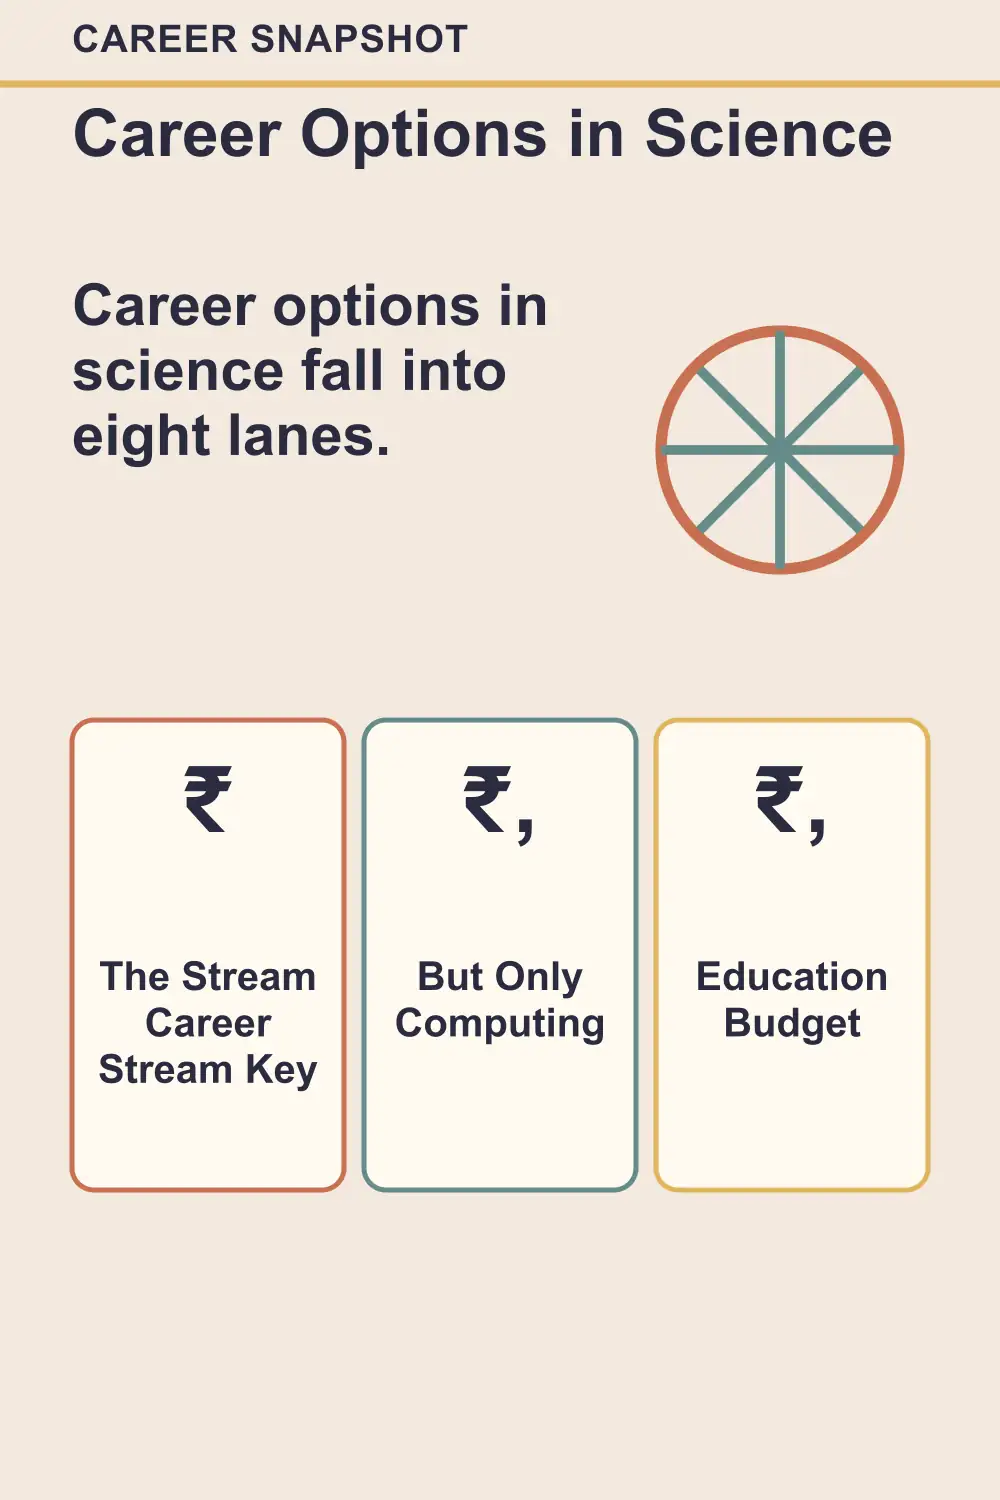 CAREER SNAPSHOT
Career Options in Science
Career options in
science fall into
eight lanes.
₹
The Stream
Career
Stream Key
₹,
But Only
Computing
₹,
Education
Budget